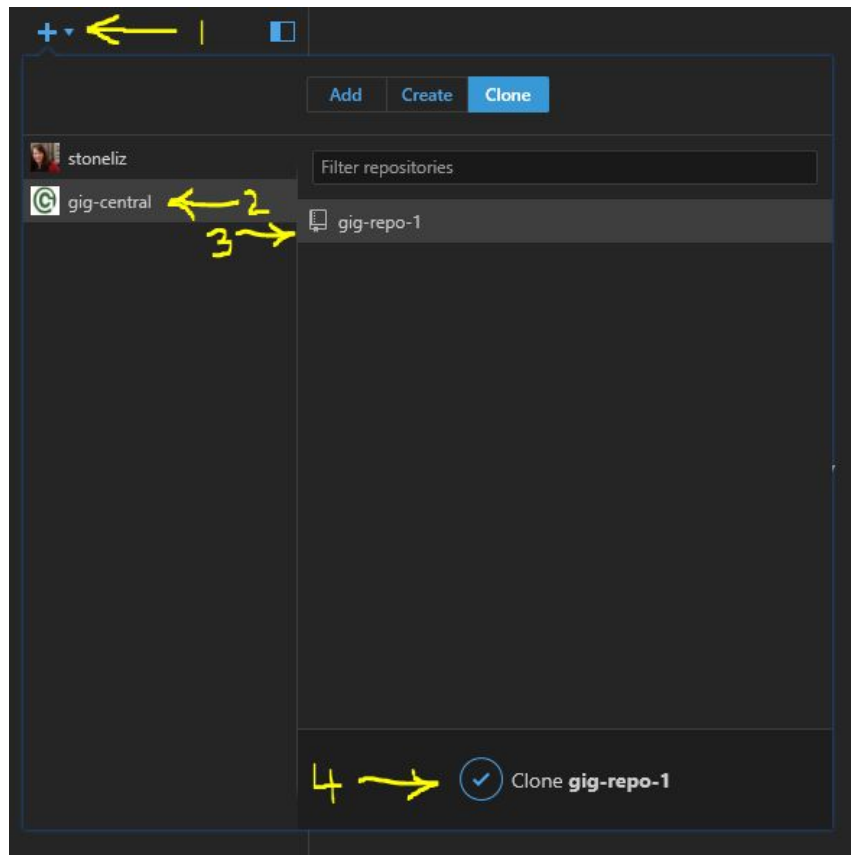 1
Add Create Clone
stoneliz
Filter repositories
gig-central 2
3 gig-repo-1
4 Clone gig-repo-1